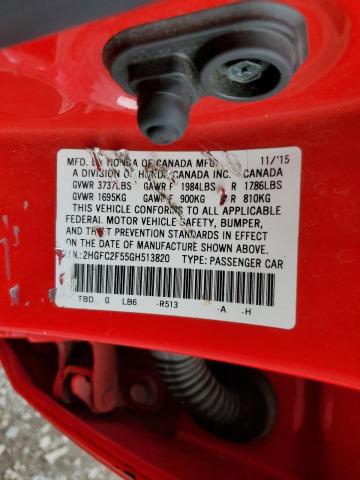 MFD. BY HONDA OF CANADA MFG. 11/'15
A DIVISION OF HONDA CANADA INC., CANADA
GVWR 3737LBS GAWR F 1984LBS R 1786LBS
GVWR 1695KG GAWR F 900KG R 810KG
THIS VEHICLE CONFORMS TO ALL APPLICABLE
FEDERAL MOTOR VEHICLE SAFETY, BUMPER,
AND THEFT PREVENTION STANDARDS IN EFFECT
ON THE DATE OF MANUFACTURE SHOWN ABOVE.
V.I.N.:2HGFC2F55GH513820 TYPE: PASSENGER CAR
TBD G LB6 -R513 A -H